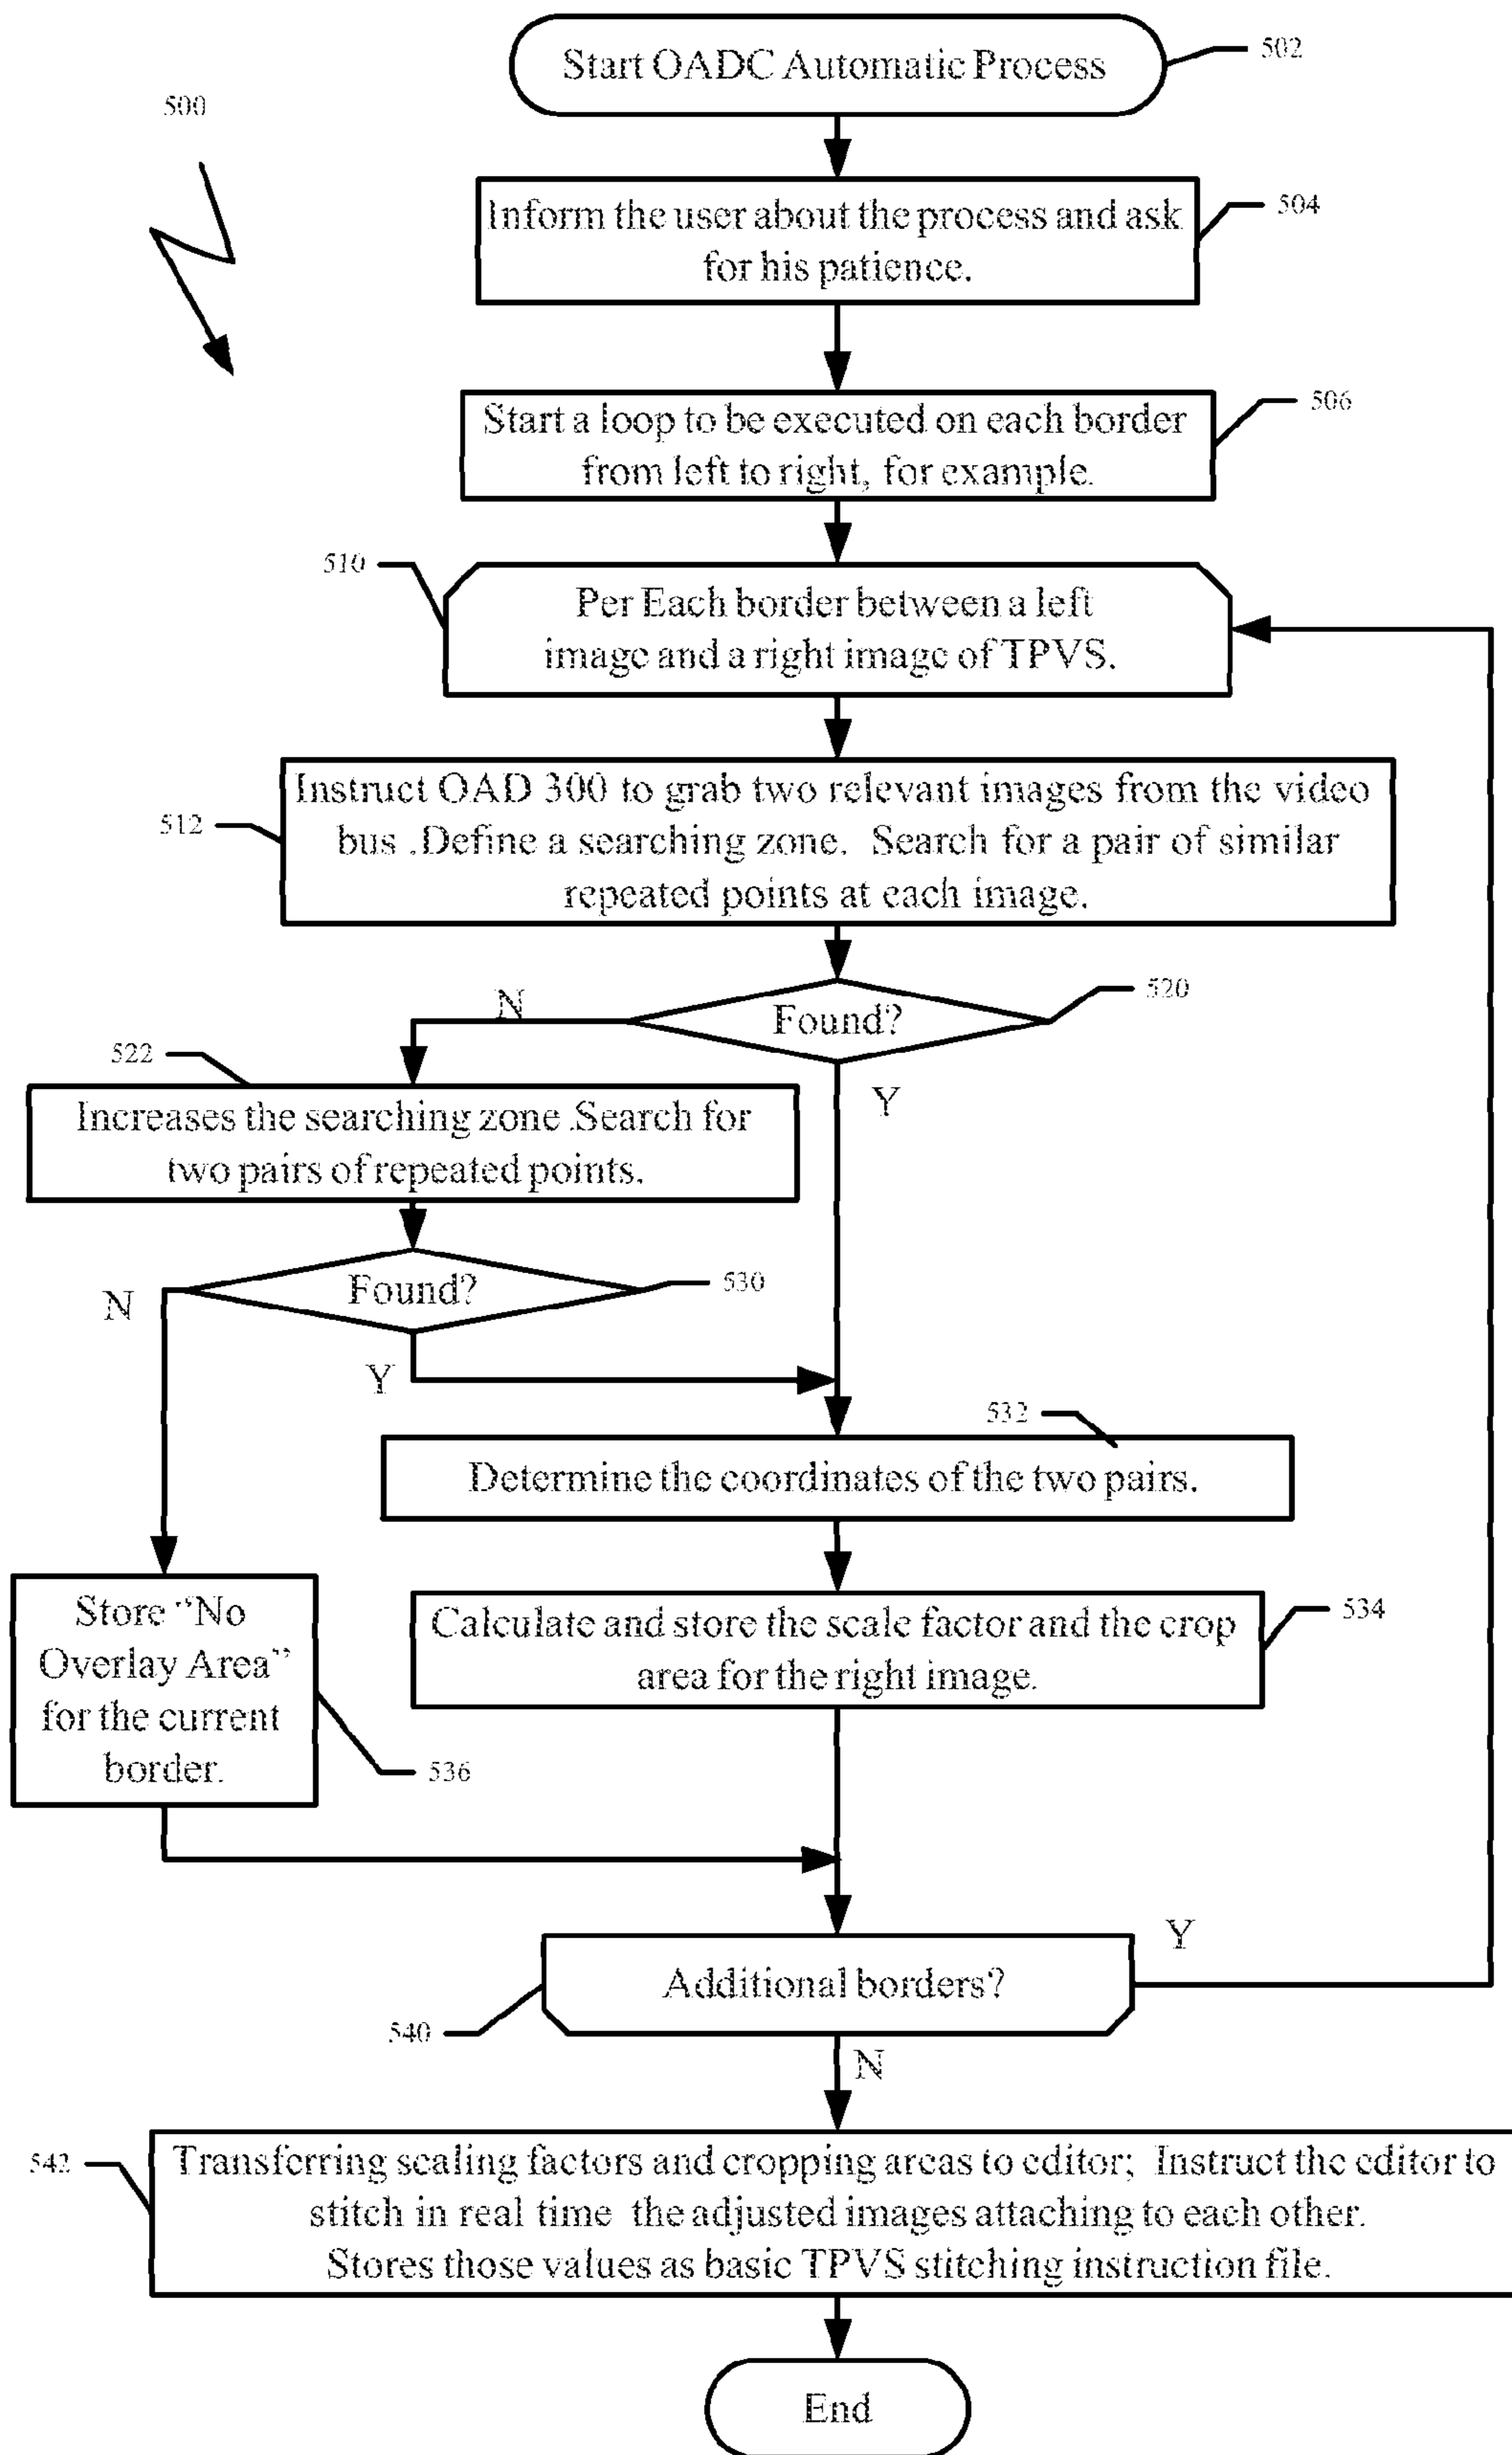 Start OADC Automatic Process
502
500
Inform the user about the process and ask
for his patience.
504
Start a loop to be executed on each border
from left to right, for example.
506
510
Per Each border between a left
image and a right image of TPVS.
512
Instruct OAD 300 to grab two relevant images from the video
bus .Define a searching zone. Search for a pair of similar
repeated points at each image.
N
Found?
520
522
Y
Increases the searching zone .Search for
two pairs of repeated points.
N
Found?
530
Y
532
Determine the coordinates of the two pairs.
Store “No
Overlay Area”
for the current
border.
536
Calculate and store the scale factor and the crop
area for the right image.
534
Y
Additional borders?
540
N
542
Transferring scaling factors and cropping areas to editor; Instruct the editor to
stitch in real time the adjusted images attaching to each other.
Stores those values as basic TPVS stitching instruction file.
End